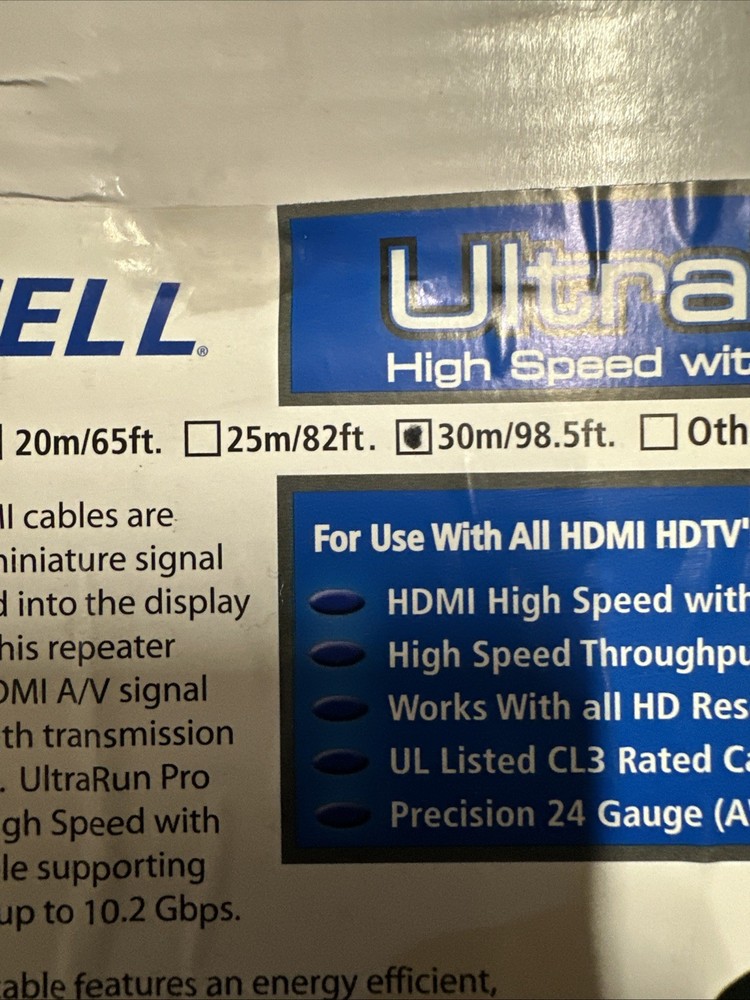 ELL®
Ultra
High Speed wit
20m/65ft. 25m/82ft. 30m/98.5ft. Oth
II cables are
niniature signal
d into the display
his repeater
DMI A/V signal
th transmission
. UltraRun Pro
gh Speed with
le supporting
up to 10.2 Gbps.
For Use With All HDMI HDTV'
HDMI High Speed with
High Speed Throughpu
Works With all HD Res
UL Listed CL3 Rated Ca
Precision 24 Gauge (A
able features an energy efficient,